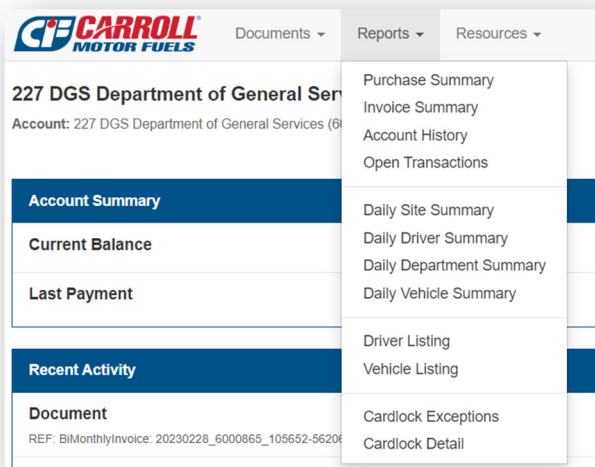 CIF CARROLL®
MOTOR FUELS
Documents Reports Resources
227 DGS Department of General
Account: 227 DGS Department of General Services
Purchase Summary
Invoice Summary
Account History
Open Transactions
Daily Site Summary
Daily Driver Summary
Daily Department Summary
Daily Vehicle Summary
Driver Listing
Vehicle Listing
Cardlock Exceptions
Cardlock Detail
Account Summary
Current Balance
Last Payment
Recent Activity
Document
REF: BiMonthlyInvoice: 20230228_6000865_105652-5620